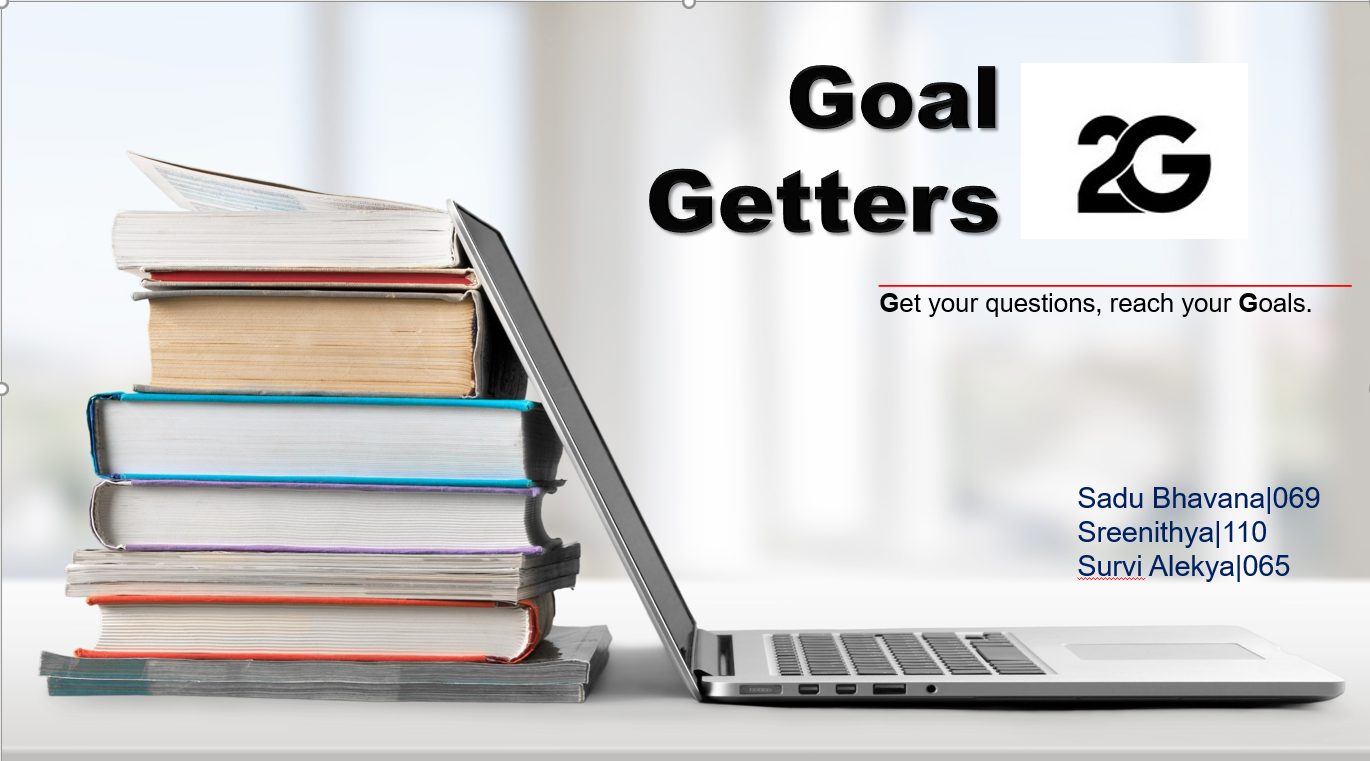 Goal
Getters
2G
Get your questions, reach your Goals.
Sadu Bhavana|069
Sreenithya|110
Survi Alekya|065